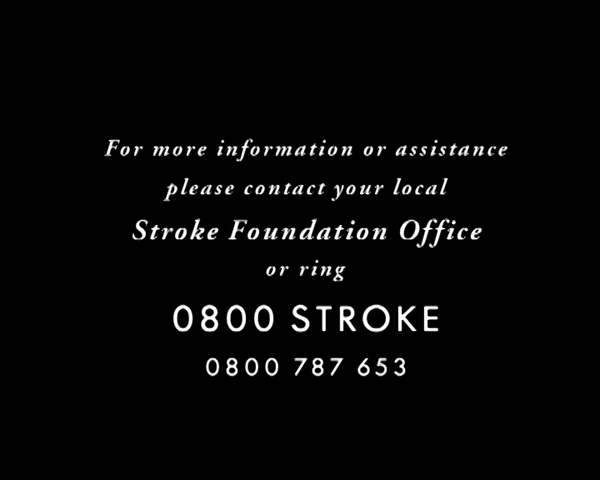 For more information or assistance
please contact your local
Stroke Foundation Office
or ring
0800 STROKE
0800 787 653